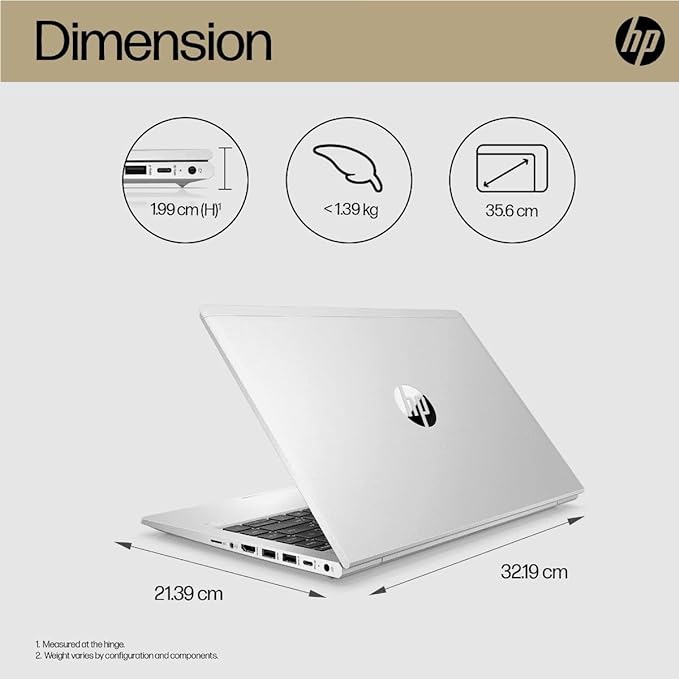 Dimension
hp
1.99 cm (H)¹
<1.39 kg
35.6 cm
hp
21.39 cm
32.19 cm
1. Measured at the hinge.
2. Weight varies by configuration and components.